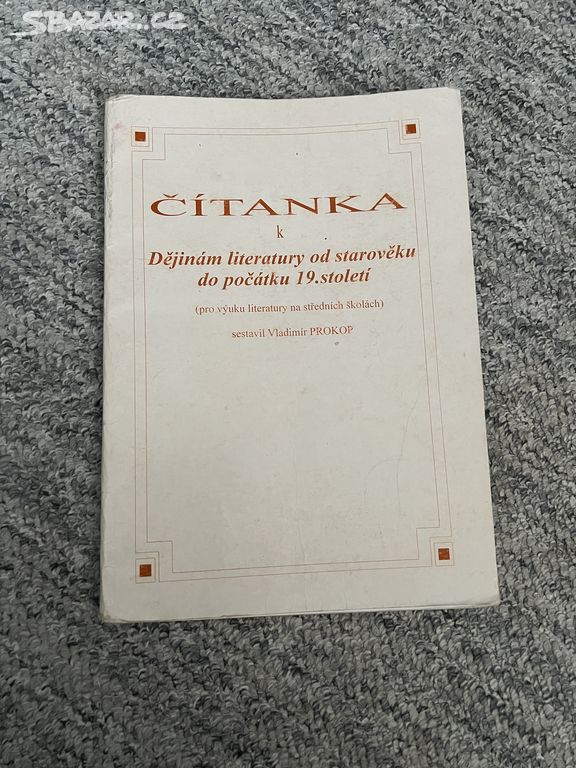 SBAZAR.CZ
ČÍTANKA
k
Dějinám literatury od starověku
do počátku 19.století
(pro výuku literatury na středních školách)
sestavil Vladimír PROKOP